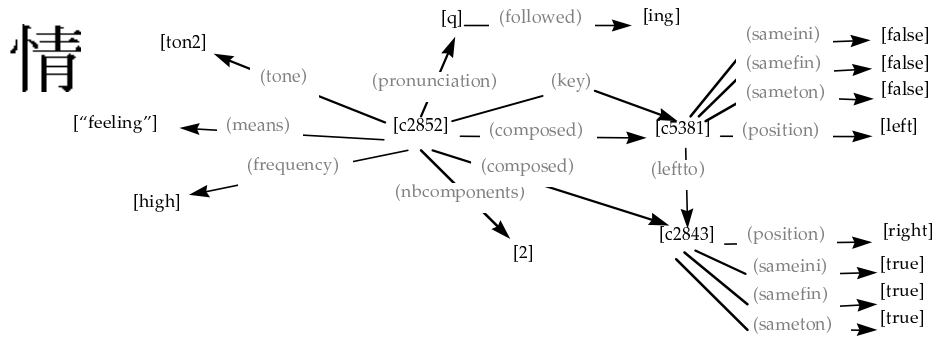 情
[q] (followed) [ing]
[ton2]
(sameini) [false]
(samefin) [false]
(tone) (pronunciation) (key) (sameton) [false]
["feeling"] (means) [c2852] (composed) [c5381] (position) [left]
(frequency) (composed) (leftto)
(nbcomponents)
[high]
[2]
[c2843] (position) [right]
(sameini) [true]
(samefin) [true]
(sameton) [true]